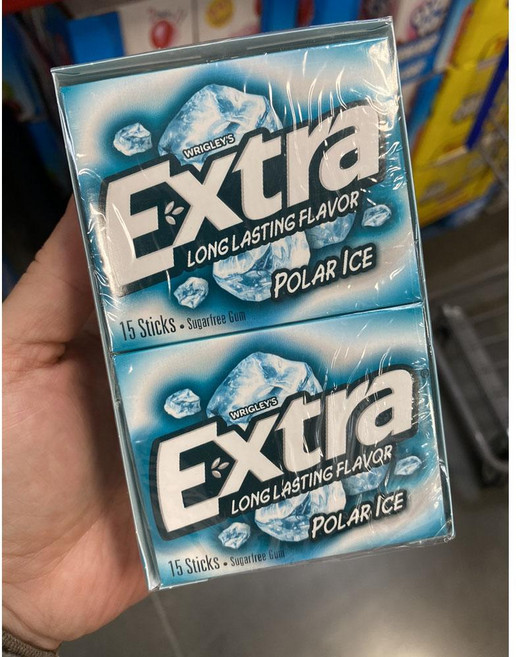 WRIGLEY'S
Extra
LONG LASTING FLAVOR
POLAR ICE
15 Sticks • Sugarfree Gum
WRIGLEY'S
Extra
LONG LASTING FLAVOR
POLAR ICE
15 Sticks • Sugarfree Gum